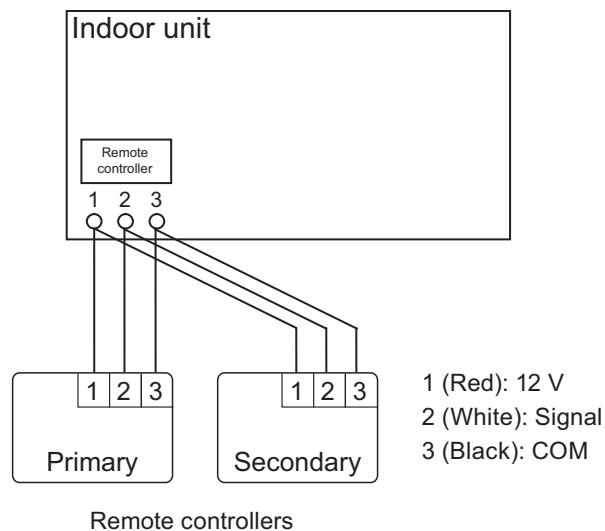 Indoor unit
Remote
controller
1 2 3
1 2 3
Primary
1 2 3
Secondary
1 (Red): 12 V
2 (White): Signal
3 (Black): COM
Remote controllers